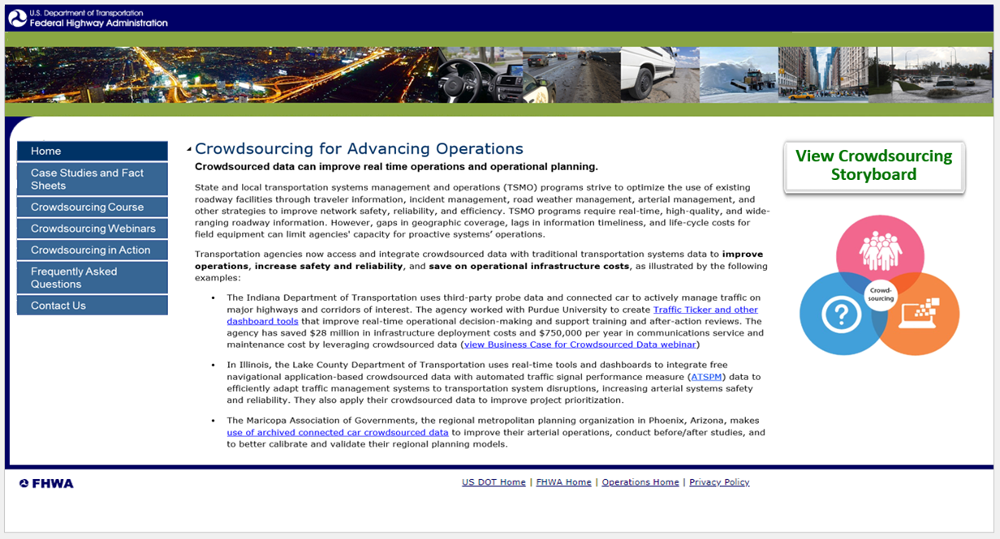 U.S. Department of Transportation
Federal Highway Administration
Home
Case Studies and Fact
Sheets
Crowdsourcing Course
Crowdsourcing Webinars
Crowdsourcing in Action
Frequently Asked
Questions
Contact Us
Crowdsourcing for Advancing Operations
Crowdsourced data can improve real time operations and operational planning.
State and local transportation systems management and operations (TSMO) programs strive to optimize the use of existing
roadway facilities through traveler information, incident management, road weather management, arterial management, and
other strategies to improve network safety, reliability, and efficiency. TSMO programs require real-time, high-quality, and wide-
ranging roadway information. However, gaps in geographic coverage, lags in information timeliness, and life-cycle costs for
field equipment can limit agencies' capacity for proactive systems’ operations.
Transportation agencies now access and integrate crowdsourced data with traditional transportation systems data to improve
operations, increase safety and reliability, and save on operational infrastructure costs, as illustrated by the following
examples:
• The Indiana Department of Transportation uses third-party probe data and connected car to actively manage traffic on
major highways and corridors of interest. The agency worked with Purdue University to create Traffic Ticker and other
dashboard tools that improve real-time operational decision-making and support training and after-action reviews. The
agency has saved $28 million in infrastructure deployment costs and $750,000 per year in communications service and
maintenance cost by leveraging crowdsourced data (view Business Case for Crowdsourced Data webinar)
• In Illinois, the Lake County Department of Transportation uses real-time tools and dashboards to integrate free
navigational application-based crowdsourced data with automated traffic signal performance measure (ATSPM) data to
efficiently adapt traffic management systems to transportation system disruptions, increasing arterial systems safety
and reliability. They also apply their crowdsourced data to improve project prioritization.
• The Maricopa Association of Governments, the regional metropolitan planning organization in Phoenix, Arizona, makes
use of archived connected car crowdsourced data to improve their arterial operations, conduct before/after studies, and
to better calibrate and validate their regional planning models.
View Crowdsourcing
Storyboard
Crowd-
sourcing
?
FHWA
US DOT Home | FHWA Home | Operations Home | Privacy Policy